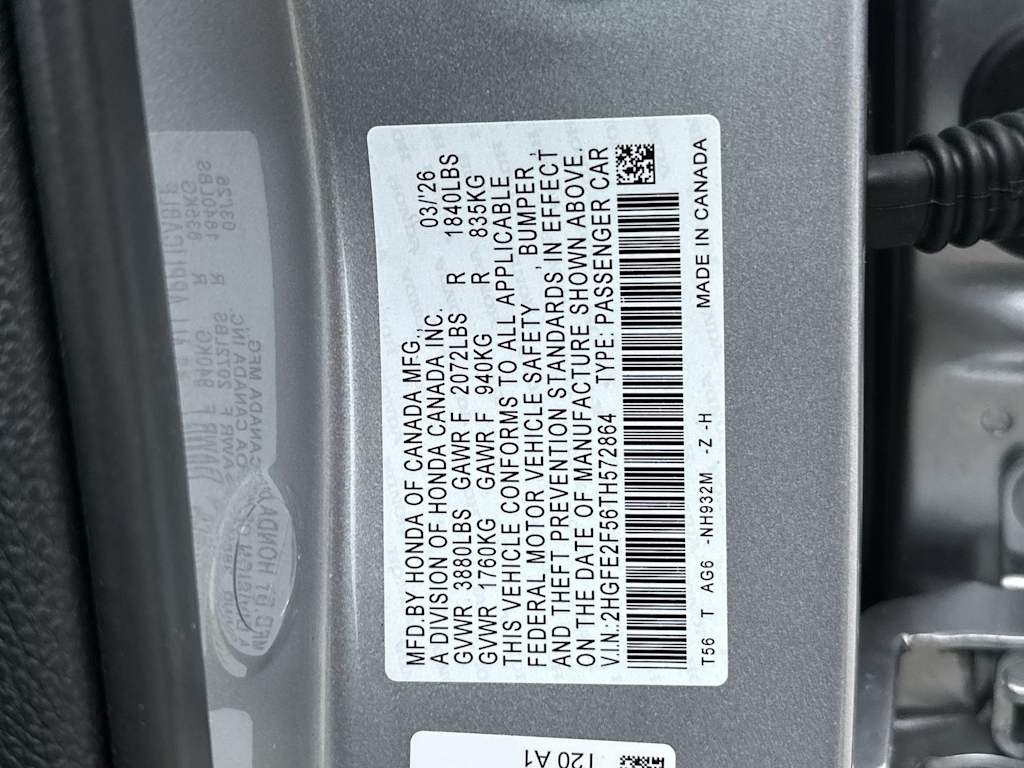 MFD.BY HONDA OF CANADA MFG., 03/26
A DIVISION OF HONDA CANADA INC.
GVWR 3880LBS GAWR F 2072LBS R 1840LBS
GVWR 1760KG GAWR F 940KG R 835KG
THIS VEHICLE CONFORMS TO ALL APPLICABLE
FEDERAL MOTOR VEHICLE SAFETY, BUMPER,
AND THEFT PREVENTION STANDARDS IN EFFECT
ON THE DATE OF MANUFACTURE SHOWN ABOVE.
V.I.N.:2HGFE2F56TH572864 TYPE: PASSENGER CAR
T56 T AG6 -NH932M -Z -H MADE IN CANADA
120 A1